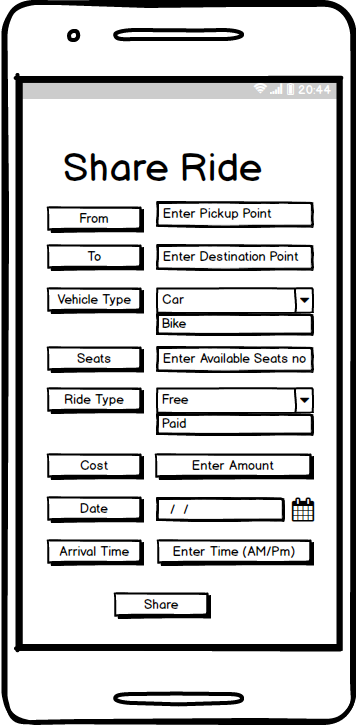 20:44
Share Ride
From
Enter Pickup Point
To
Enter Destination Point
Vehicle Type
Car
Bike
Seats
Enter Available Seats no
Ride Type
Free
Paid
Cost
Enter Amount
Date
/ /
Arrival Time
Enter Time (AM/Pm)
Share